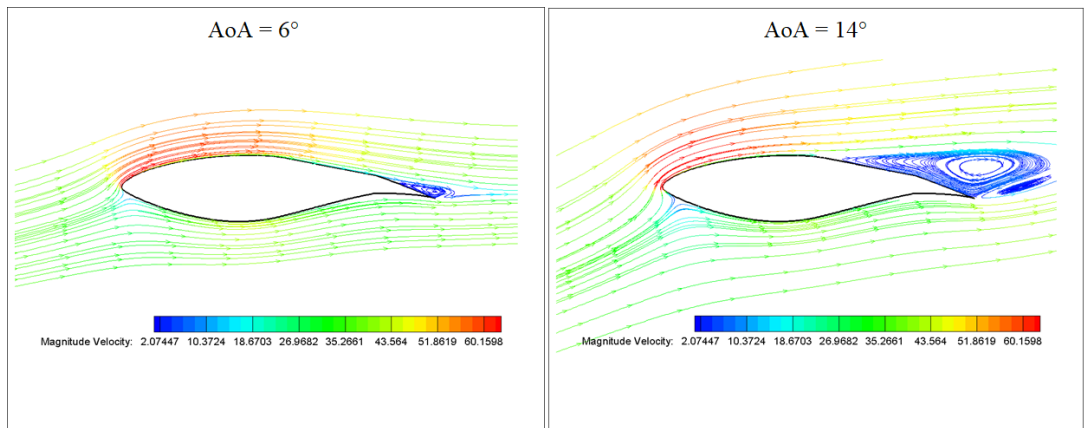 AoA = 6°
AoA = 14°
Magnitude Velocity: 2.07447 10.3724 18.6703 26.9682 35.2661 43.564 51.8619 60.1598
Magnitude Velocity: 2.07447 10.3724 18.6703 26.9682 35.2661 43.564 51.8619 60.1598